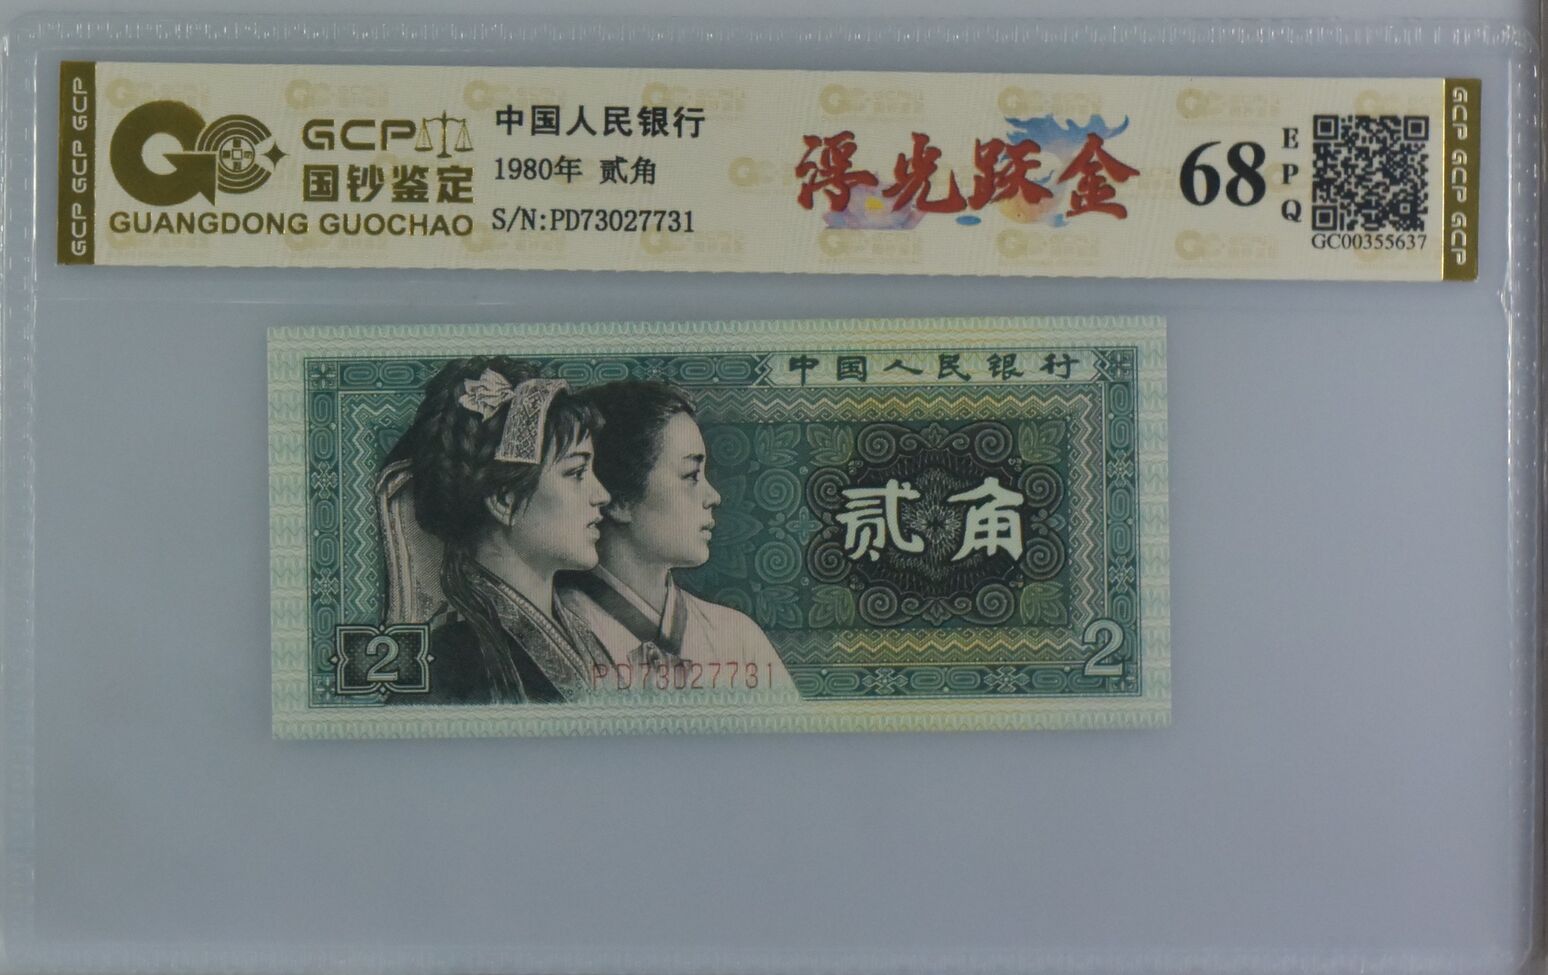 GCP GCP GCP
GCP
国钞鉴定
GUANGDONG GUOCHAO
中国人民银行
1980年 贰角
S/N:PD73027731
浮光跃金
68
E
P
Q
GC00355637
GCP GCP GCP
中国人民银行
贰角
2
2
PD73027731